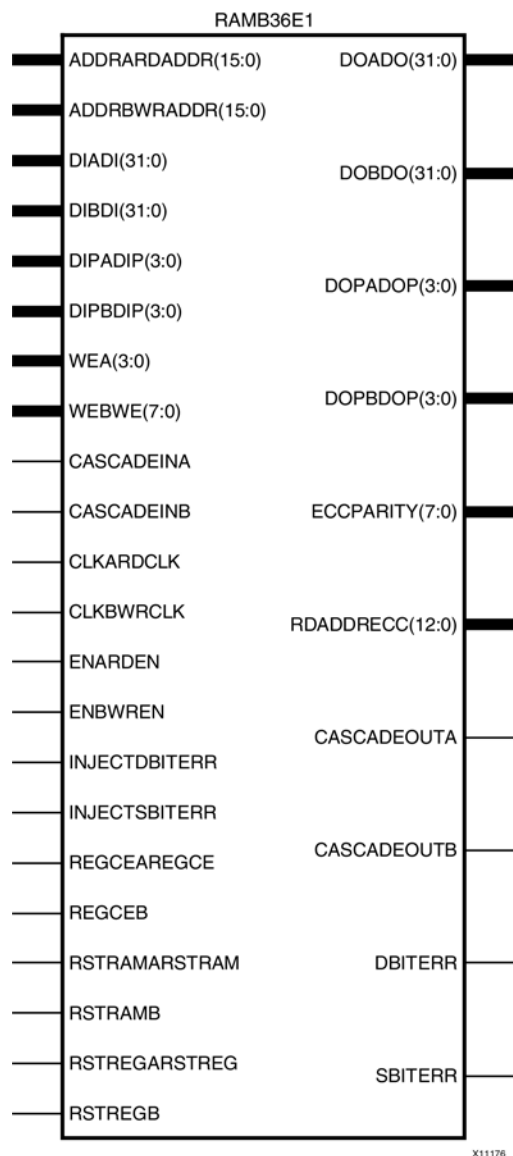 RAMB36E1
ADDRARDADDR(15:0)
ADDRBWRADDR(15:0)
DIADI(31:0)
DIBDI(31:0)
DIPADIP(3:0)
DIPBDIP(3:0)
WEA(3:0)
WEBWE(7:0)
CASCADEINA
CASCADEINB
CLKARDCLK
CLKBWRCLK
ENARDEN
ENBWREN
INJECTDBITERR
INJECTSBITERR
REGCEAREGCE
REGCEB
RSTRAMARSTRAM
RSTRAMB
RSTREGARSTREG
RSTREGB
DOADO(31:0)
DOBDO(31:0)
DOPADOP(3:0)
DOPBDOP(3:0)
ECCPARITY(7:0)
RDADDRECC(12:0)
CASCADEOUTA
CASCADEOUTB
DBITERR
SBITERR
X11176